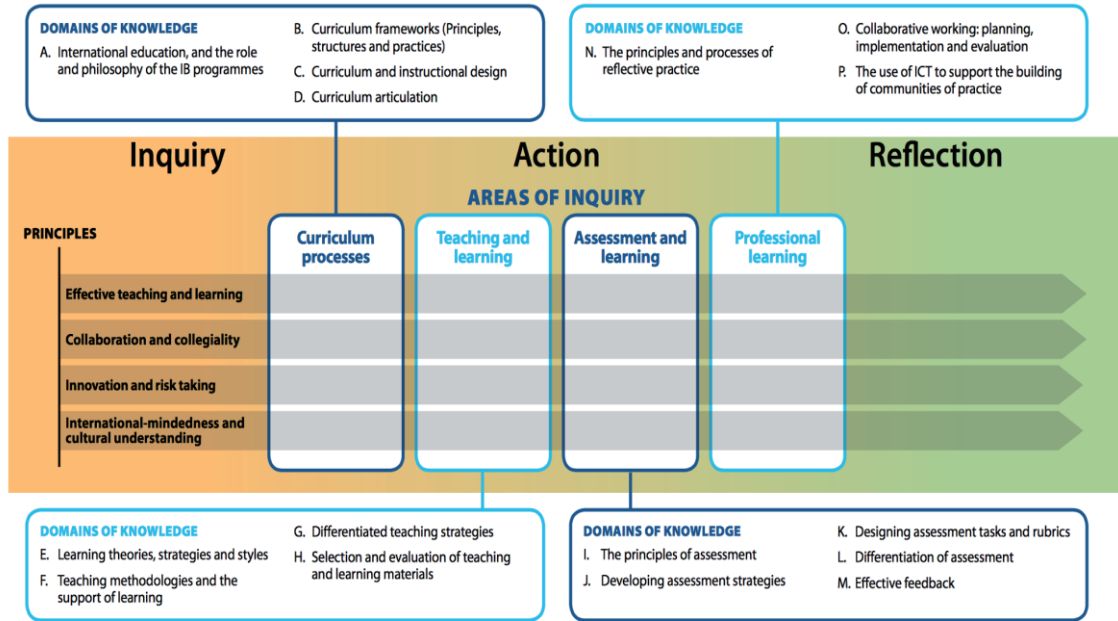 DOMAINS OF KNOWLEDGE
A. International education, and the role
and philosophy of the IB programmes
B. Curriculum frameworks (Principles,
structures and practices)
C. Curriculum and instructional design
D. Curriculum articulation
DOMAINS OF KNOWLEDGE
N. The principles and processes of
reflective practice
O. Collaborative working: planning,
implementation and evaluation
P. The use of ICT to support the building
of communities of practice
Inquiry
Action
Reflection
AREAS OF INQUIRY
PRINCIPLES
Curriculum
processes
Teaching and
learning
Assessment and
learning
Professional
learning
Effective teaching and learning
Collaboration and collegiality
Innovation and risk taking
International-mindedness and
cultural understanding
DOMAINS OF KNOWLEDGE
E. Learning theories, strategies and styles
F. Teaching methodologies and the
support of learning
G. Differentiated teaching strategies
H. Selection and evaluation of teaching
and learning materials
DOMAINS OF KNOWLEDGE
I. The principles of assessment
J. Developing assessment strategies
K. Designing assessment tasks and rubrics
L. Differentiation of assessment
M. Effective feedback